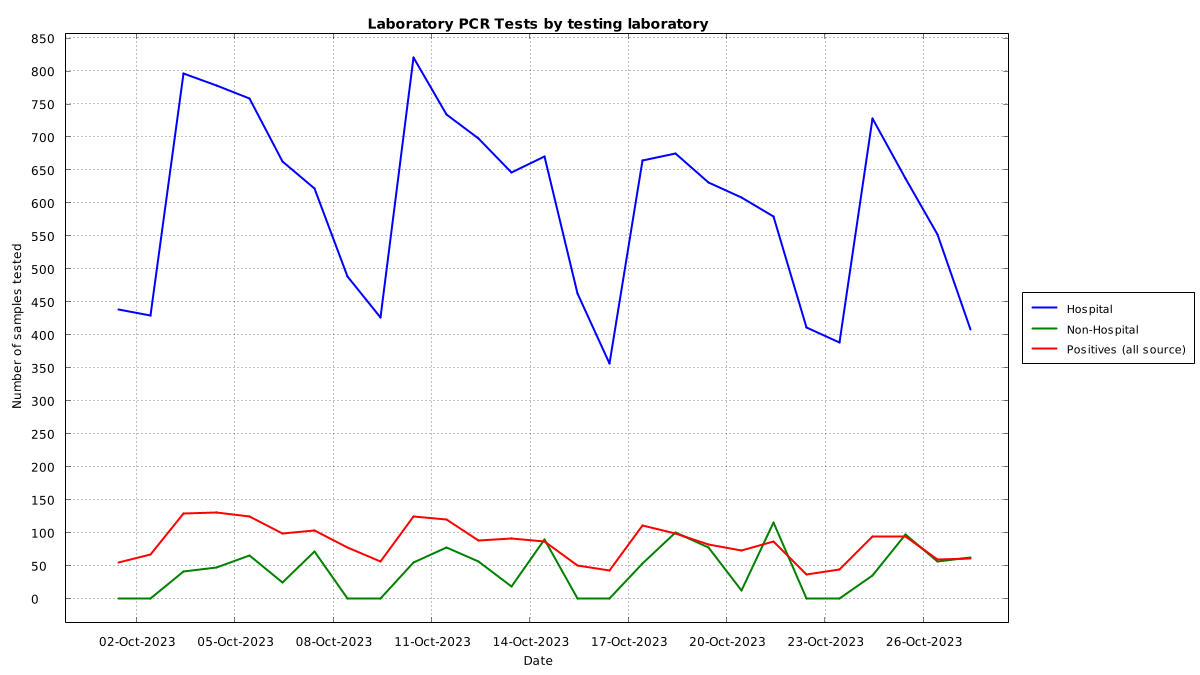 Laboratory PCR Tests by testing laboratory
850
800
750
700
650
600
550
500
450
400
350
300
250
200
150
100
50
0
Number of samples tested
02-Oct-2023 05-Oct-2023 08-Oct-2023 11-Oct-2023 14-Oct-2023 17-Oct-2023 20-Oct-2023 23-Oct-2023 26-Oct-2023
Date
Hospital
Non-Hospital
Positives (all source)